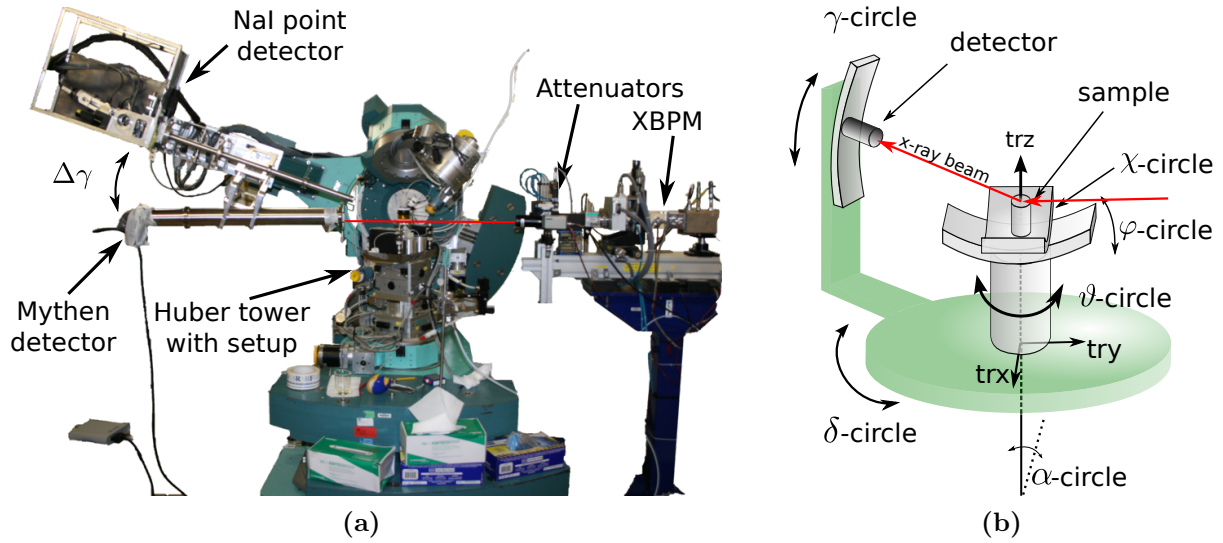 NaI point
detector
Attenuators
XBPM
Δγ
Mythen
detector
Huber tower
with setup
(a)
γ-circle
detector
sample
trz
x-ray beam
χ-circle
φ-circle
ϑ-circle
try
trx
δ-circle
α-circle
(b)